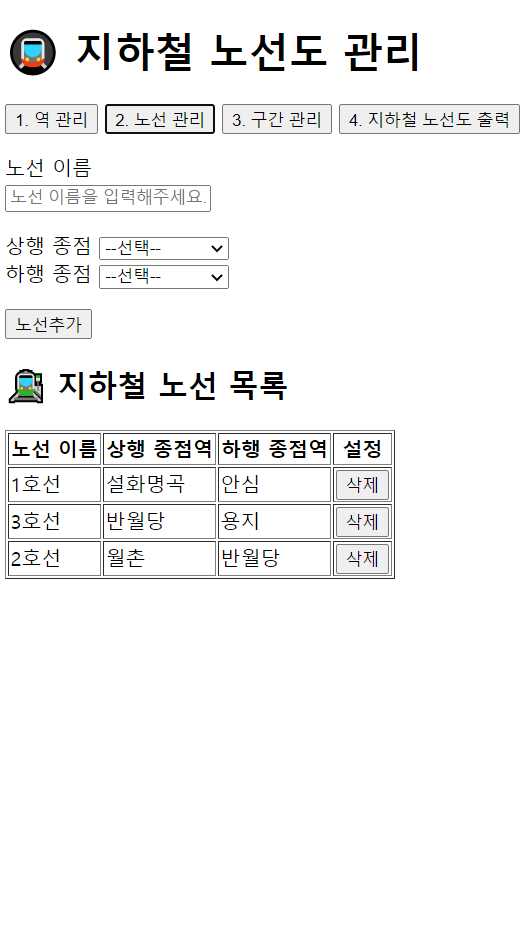 지하철 노선도 관리
1. 역 관리 2. 노선 관리 3. 구간 관리 4. 지하철 노선도 출력
노선 이름
노선 이름을 입력해주세요.
상행 종점 --선택--
하행 종점 --선택--
노선추가
지하철 노선 목록
노선 이름 상행 종점역 하행 종점역 설정
1호선 설화명곡 안심 삭제
3호선 반월당 용지 삭제
2호선 월촌 반월당 삭제